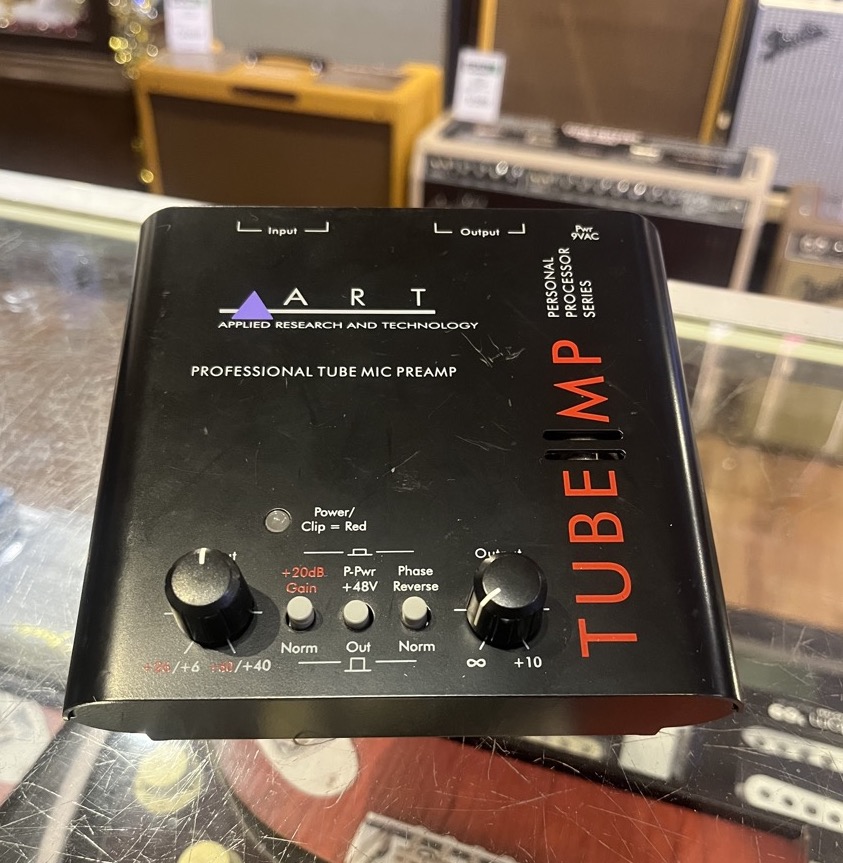 Input
Output
Pwr
9VAC
ART
APPLIED RESEARCH AND TECHNOLOGY
PERSONAL
PROCESSOR
SERIES
PROFESSIONAL TUBE MIC PREAMP
TUBE MP
Power/
Clip = Red
+20dB
Gain
P-Pwr
+48V
Phase
Reverse
Norm
Out
Norm
/+6
/+40
∞
+10
Fender